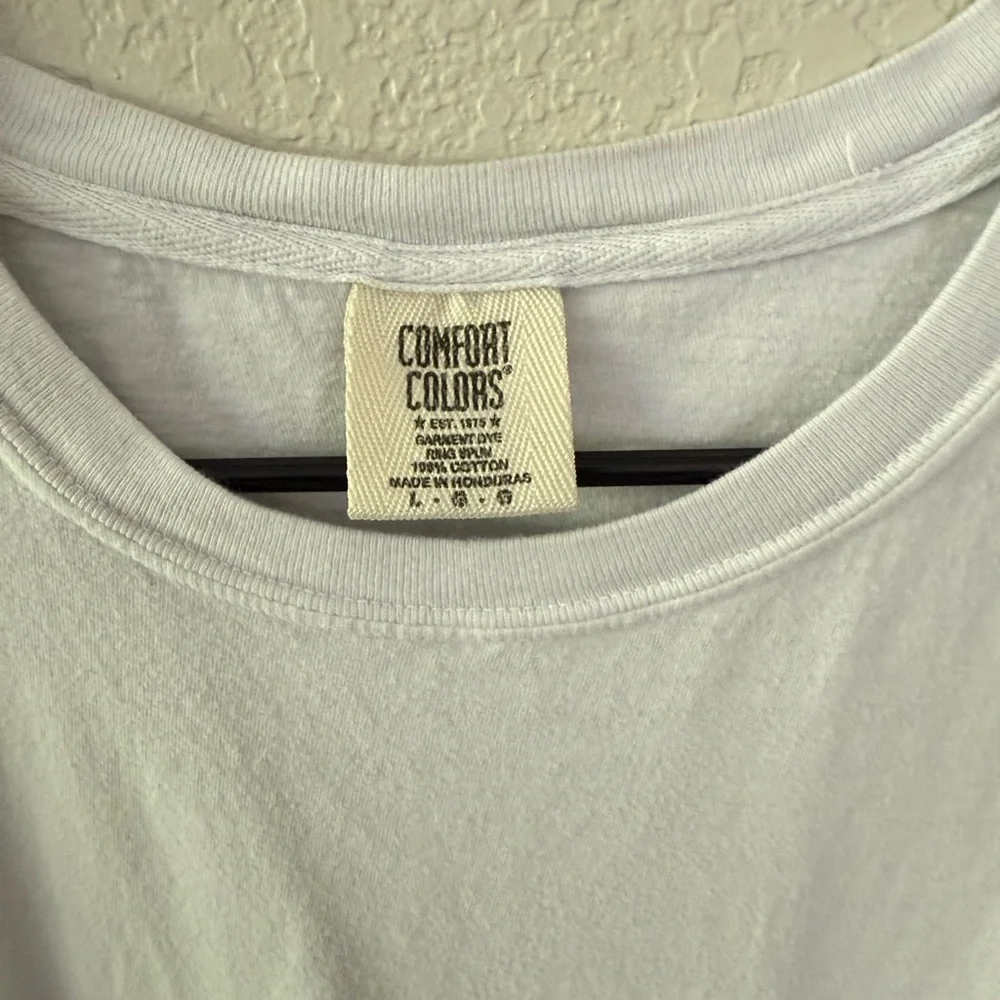 COMFORT
COLORS®
★ EST. 1975 ★
GARMENT DYE
RING SPUN
100% COTTON
MADE IN HONDURAS
L • G • G